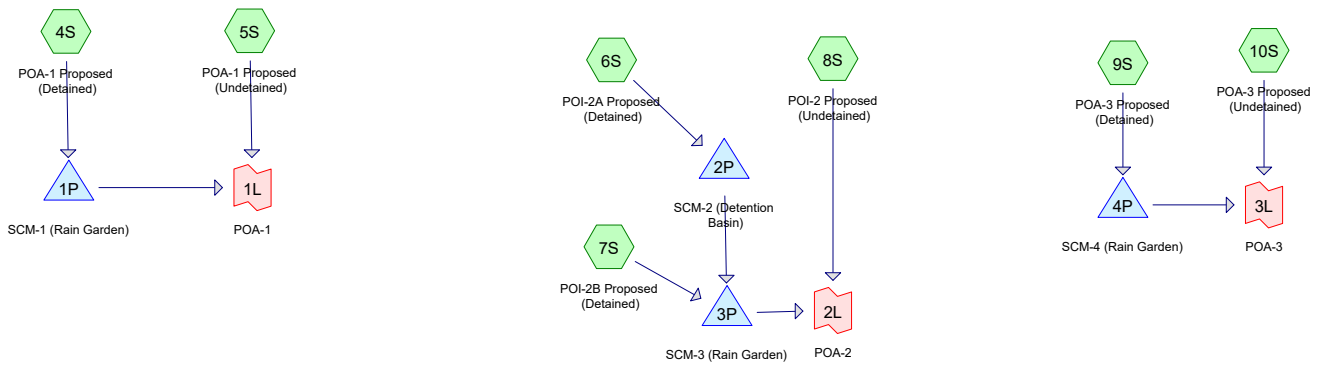 4S
POA-1 Proposed
(Detained)
5S
POA-1 Proposed
(Undetained)
1P
SCM-1 (Rain Garden)
1L
POA-1
6S
POI-2A Proposed
(Detained)
8S
POI-2 Proposed
(Undetained)
2P
SCM-2 (Detention
Basin)
7S
POI-2B Proposed
(Detained)
3P
SCM-3 (Rain Garden)
2L
POA-2
9S
POA-3 Proposed
(Detained)
10S
POA-3 Proposed
(Undetained)
4P
SCM-4 (Rain Garden)
3L
POA-3